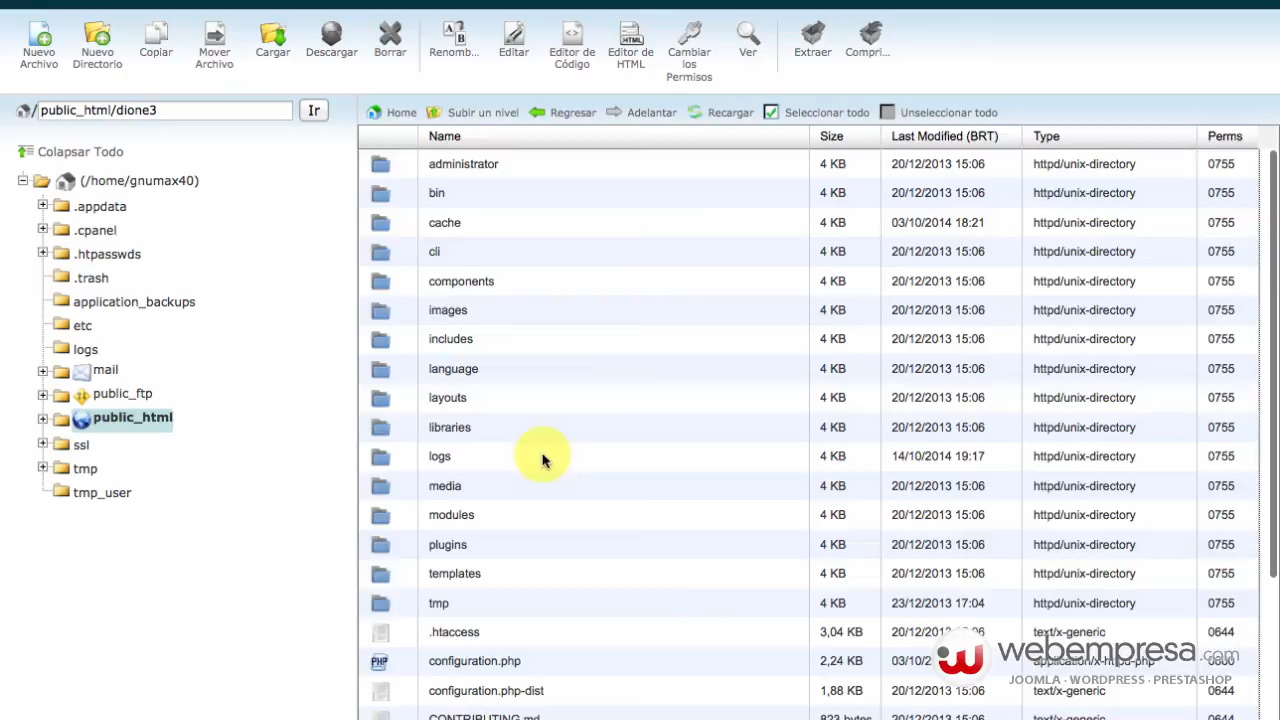 Nuevo Archivo
Nuevo Directorio
Copiar
Mover Archivo
Cargar
Descargar
Borrar
Renomb...
Editar
Editor de Código
Editor de HTML
Cambiar los Permisos
Ver
Extraer
Compri...
/ public_html/dione3 Ir
Home Subir un nivel Regresar Adelantar Recargar Seleccionar todo Unseleccionar todo
Colapsar Todo
(/home/gnumax40)
.appdata
.cpanel
.htpasswds
.trash
application_backups
etc
logs
mail
public_ftp
public_html
ssl
tmp
tmp_user
Name Size Last Modified (BRT) Type Perms
administrator 4 KB 20/12/2013 15:06 httpd/unix-directory 0755
bin 4 KB 20/12/2013 15:06 httpd/unix-directory 0755
cache 4 KB 03/10/2014 18:21 httpd/unix-directory 0755
cli 4 KB 20/12/2013 15:06 httpd/unix-directory 0755
components 4 KB 20/12/2013 15:06 httpd/unix-directory 0755
images 4 KB 20/12/2013 15:06 httpd/unix-directory 0755
includes 4 KB 20/12/2013 15:06 httpd/unix-directory 0755
language 4 KB 20/12/2013 15:06 httpd/unix-directory 0755
layouts 4 KB 20/12/2013 15:06 httpd/unix-directory 0755
libraries 4 KB 20/12/2013 15:06 httpd/unix-directory 0755
logs 4 KB 14/10/2014 19:17 httpd/unix-directory 0755
media 4 KB 20/12/2013 15:06 httpd/unix-directory 0755
modules 4 KB 20/12/2013 15:06 httpd/unix-directory 0755
plugins 4 KB 20/12/2013 15:06 httpd/unix-directory 0755
templates 4 KB 20/12/2013 15:06 httpd/unix-directory 0755
tmp 4 KB 23/12/2013 17:04 httpd/unix-directory 0755
.htaccess 3,04 KB text/x-generic 0644
PHP configuration.php 2,24 KB
configuration.php-dist 1,88 KB 20/12/2013 15:06 text/x-generic 0644
CONTRIBUTING.md
webempresa.com
JOOMLA · WORDPRESS · PRESTASHOP